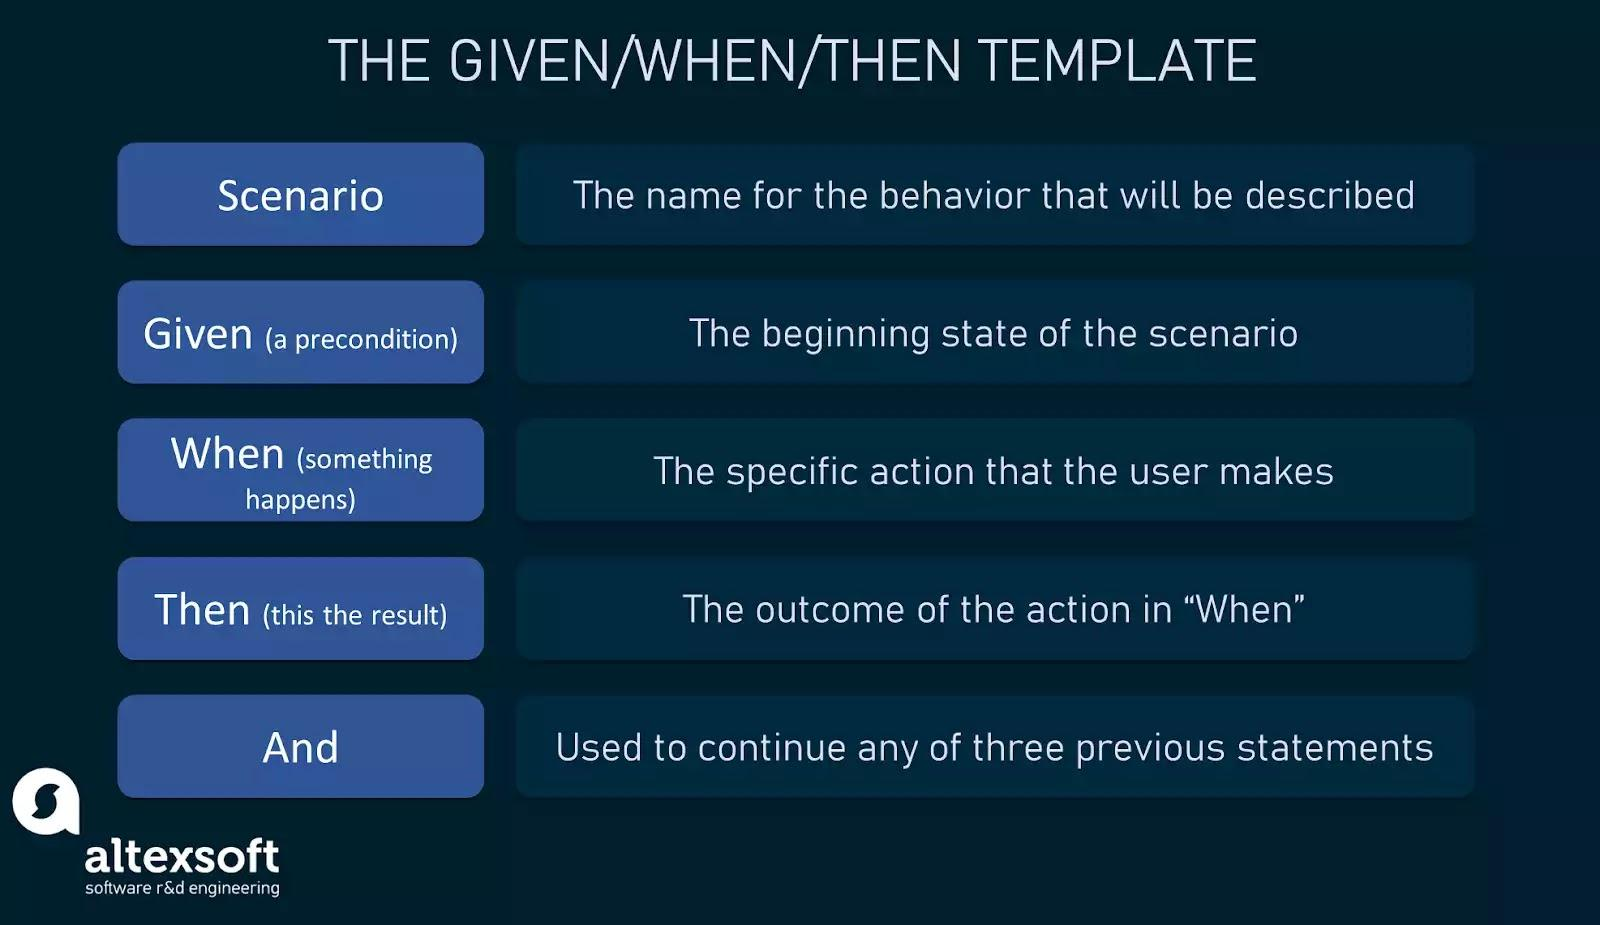 THE GIVEN/WHEN/THEN TEMPLATE
Scenario
The name for the behavior that will be described
Given (a precondition)
The beginning state of the scenario
When (something
happens)
The specific action that the user makes
Then (this the result)
The outcome of the action in “When”
And
Used to continue any of three previous statements
altexsoft
software r&d engineering